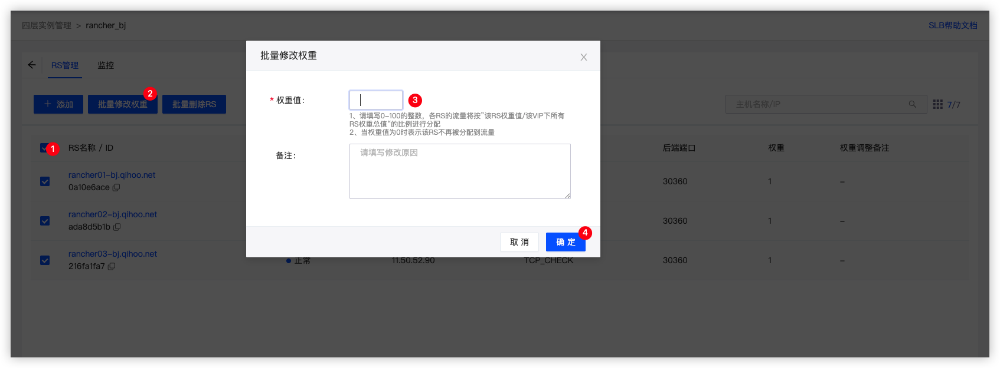 四层实例管理 > rancher_bj
SLB帮助文档
批量修改权重
RS管理 监控
添加 批量修改权重 2 批量删除RS
主机名称/IP
7/7
* 权重值： 3
1、请填写0-100的整数，各RS的流量将按”该RS权重值/该VIP下所有
RS权重总值“的比例进行分配
2、当权重值为0时表示该RS不再被分配到流量
备注：
请填写修改原因
取 消 确 定 4
1 RS名称 / ID 后端端口 权重 权重调整备注
rancher01-bj.qihoo.net
0a10e6ace
30360 1 –
rancher02-bj.qihoo.net
ada8d5b1b
30360 1 –
rancher03-bj.qihoo.net
216fa1fa7
正常 11.50.52.90 TCP_CHECK 30360 1 –